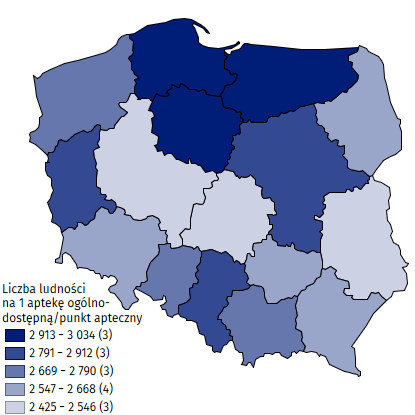 Liczba ludności
na 1 aptekę ogólno-
dostępną/punkt apteczny
2 913 – 3 034 (3)
2 791 – 2 912 (3)
2 669 – 2 790 (3)
2 547 – 2 668 (4)
2 425 – 2 546 (3)